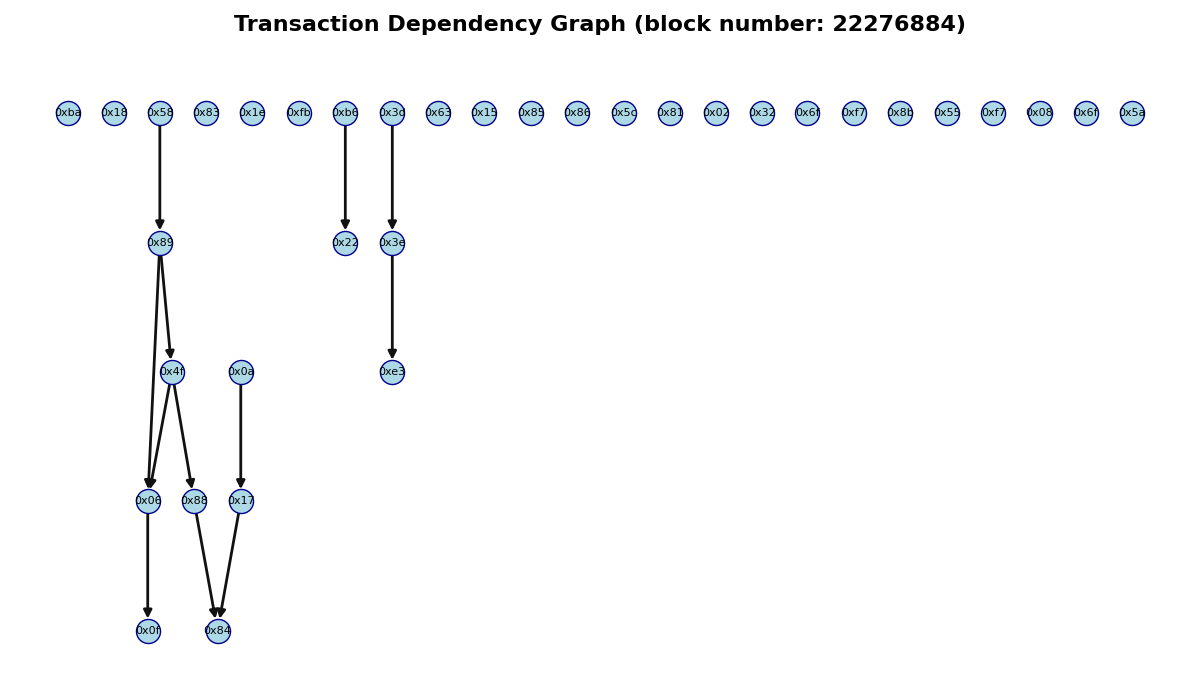 Transaction Dependency Graph (block number: 22276884)
0xba 0x18 0x58 0x83 0x1e 0xfb 0xb6 0x3d 0x63 0x15 0x85 0x86 0x5c 0x81 0x02 0x32 0x6f 0xf7 0x8b 0x55 0xf7 0x08 0x6f 0x5a
0x89 0x22 0x3e
0x4f 0x0a 0xe3
0x06 0x88 0x17
0x0f 0x84